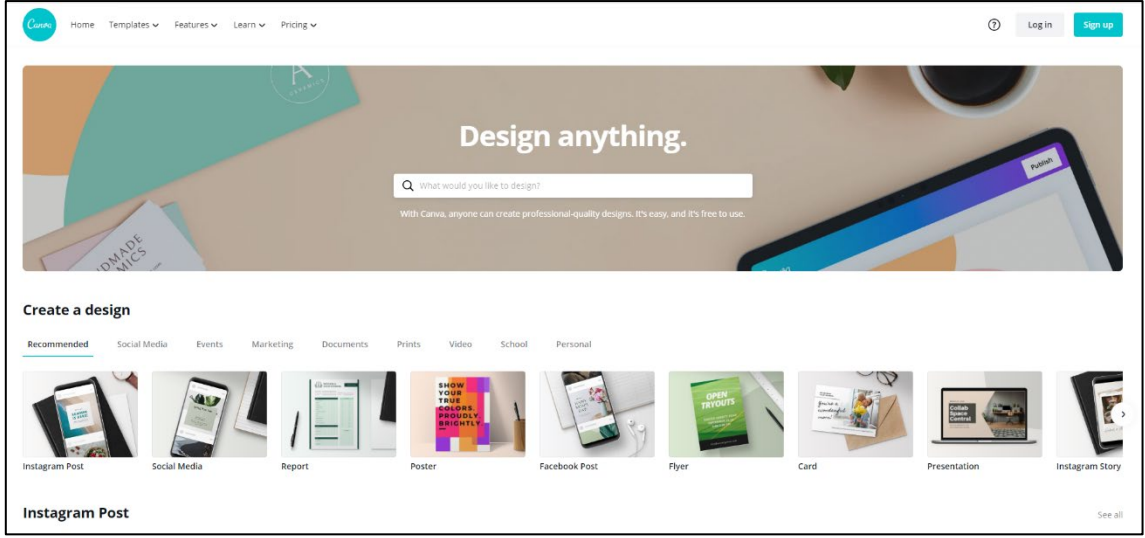 Canva
Home Templates Features Learn Pricing
Log in Sign up
A
Publish
Design anything.
What would you like to design?
With Canva, anyone can create professional-quality designs. It's easy, and it's free to use.
Create a design
Recommended Social Media Events Marketing Documents Prints Video School Personal
SHOW
YOUR
TRUE
COLORS.
PROUDLY.
BRIGHTLY
OPEN
TRYOUTS
Collab
Space
Central
Instagram Post Social Media Report Poster Facebook Post Flyer Card Presentation Instagram Story
Instagram Post
See all